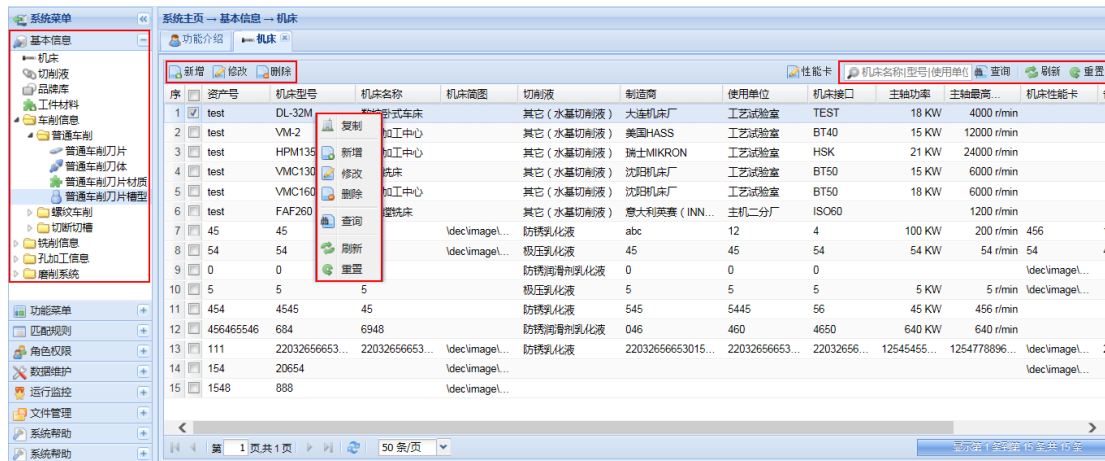 系统菜单
系统主页 → 基本信息 → 机床
基本信息
机床
切削液
品牌库
工件材料
车削信息
普通车削
普通车削刀片
普通车削刀体
普通车削刀片材质
普通车削刀片槽型
螺纹车削
切断切槽
铣削信息
孔加工信息
磨削系统
功能菜单
匹配规则
角色权限
数据维护
运行监控
文件管理
系统帮助
系统帮助
功能介绍 机床
新增 修改 删除 性能卡 机床名称|型号|使用单位 查询 刷新 重置
序 资产号 机床型号 机床名称 机床简图 切削液 制造商 使用单位 机床接口 主轴功率 主轴最高... 机床性能卡
1 test DL-32M 数控卧式车床 其它（水基切削液） 大连机床厂 工艺试验室 TEST 18 KW 4000 r/min
2 test VM-2 加工中心 其它（水基切削液） 美国HASS 工艺试验室 BT40 15 KW 12000 r/min
3 test HPM135 加工中心 其它（水基切削液） 瑞士MIKRON 工艺试验室 HSK 21 KW 24000 r/min
4 test VMC130 铣床 其它（水基切削液） 沈阳机床厂 工艺试验室 BT50 15 KW 6000 r/min
5 test VMC160 加工中心 其它（水基切削液） 沈阳机床厂 工艺试验室 BT50 18 KW 6000 r/min
6 test FAF260 镗铣床 其它（水基切削液） 意大利英赛（INN... 主机二分厂 ISO60 1200 r/min
7 45 45 \dec\image\... 防锈乳化液 abc 12 4 100 KW 200 r/min 456
8 54 54 \dec\image\... 极压乳化液 45 45 54 54 KW 54 r/min 54
9 0 0 防锈润滑剂乳化液 0 0 0 \dec\image\...
10 5 5 5 极压乳化液 5 5 5 5 KW 5 r/min \dec\image\...
11 454 4545 45 防锈乳化液 545 5445 56 45 KW 456 r/min
12 456465546 684 6948 防锈润滑剂乳化液 046 460 4650 640 KW 640 r/min
13 111 22032656653... 22032656653... \dec\image\... 防锈乳化液 22032656653015... 22032656653... 22032656... 12545455... 1254778896... \dec\image\...
14 154 20654 \dec\image\... \dec\image\...
15 1548 888 \dec\image\...
复制
新增
修改
删除
查询
刷新
重置
第 1 页,共 1 页 50 条/页 显示第 1 条到第 15 条,共 15 条